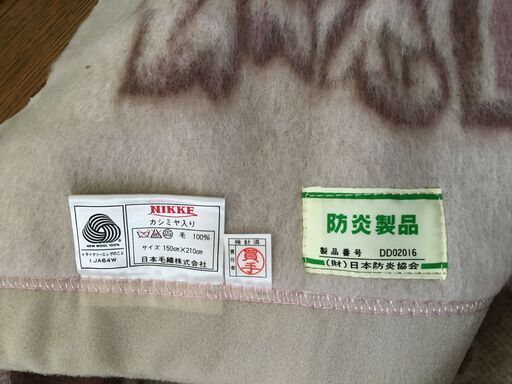 NEW WOOL 100%
ドライクリーニングのこと
IJA64W
NIKKE
カシミヤ入り
毛 100%
サイズ 150cm×210cm
日本毛織株式会社
検針済
貢
手
防炎製品
製品番号 DD02016
(財)日本防炎協会